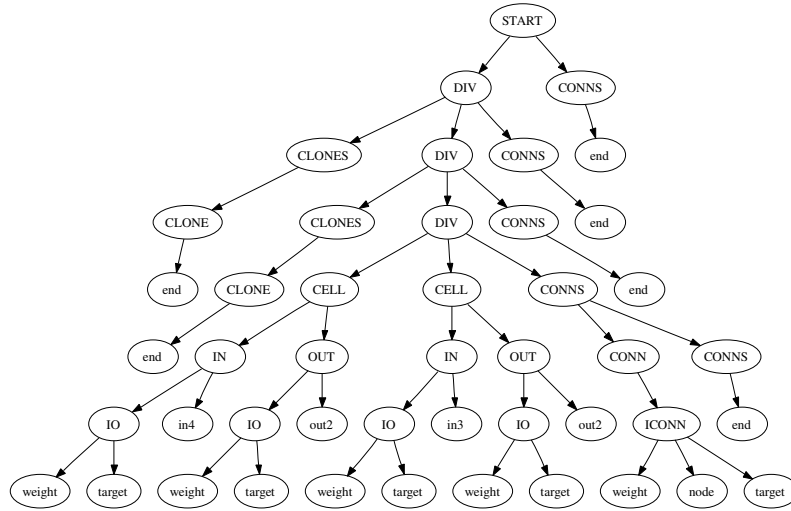 START
DIV CONNS
CLONES DIV CONNS end
CLONE CLONES DIV CONNS end
end CLONE CELL CELL CONNS end
end IN OUT IN OUT CONN CONNS
IO in4 IO out2 IO in3 IO out2 ICONN end
weight target weight target weight target weight target weight node target